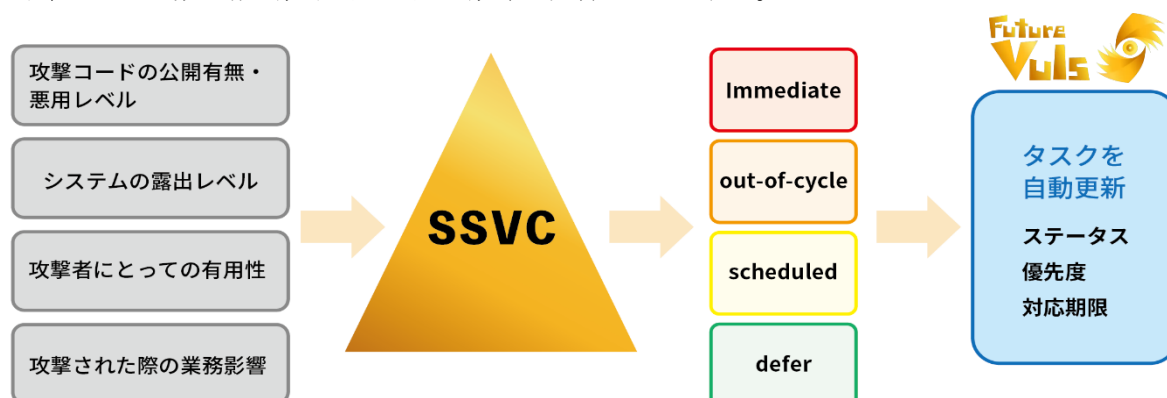 攻撃コードの公開有無・
悪用レベル
システムの露出レベル
攻撃者にとっての有用性
攻撃された際の業務影響
SSVC
Immediate
out-of-cycle
scheduled
defer
Future
Vuls
タスクを
自動更新
ステータス
優先度
対応期限